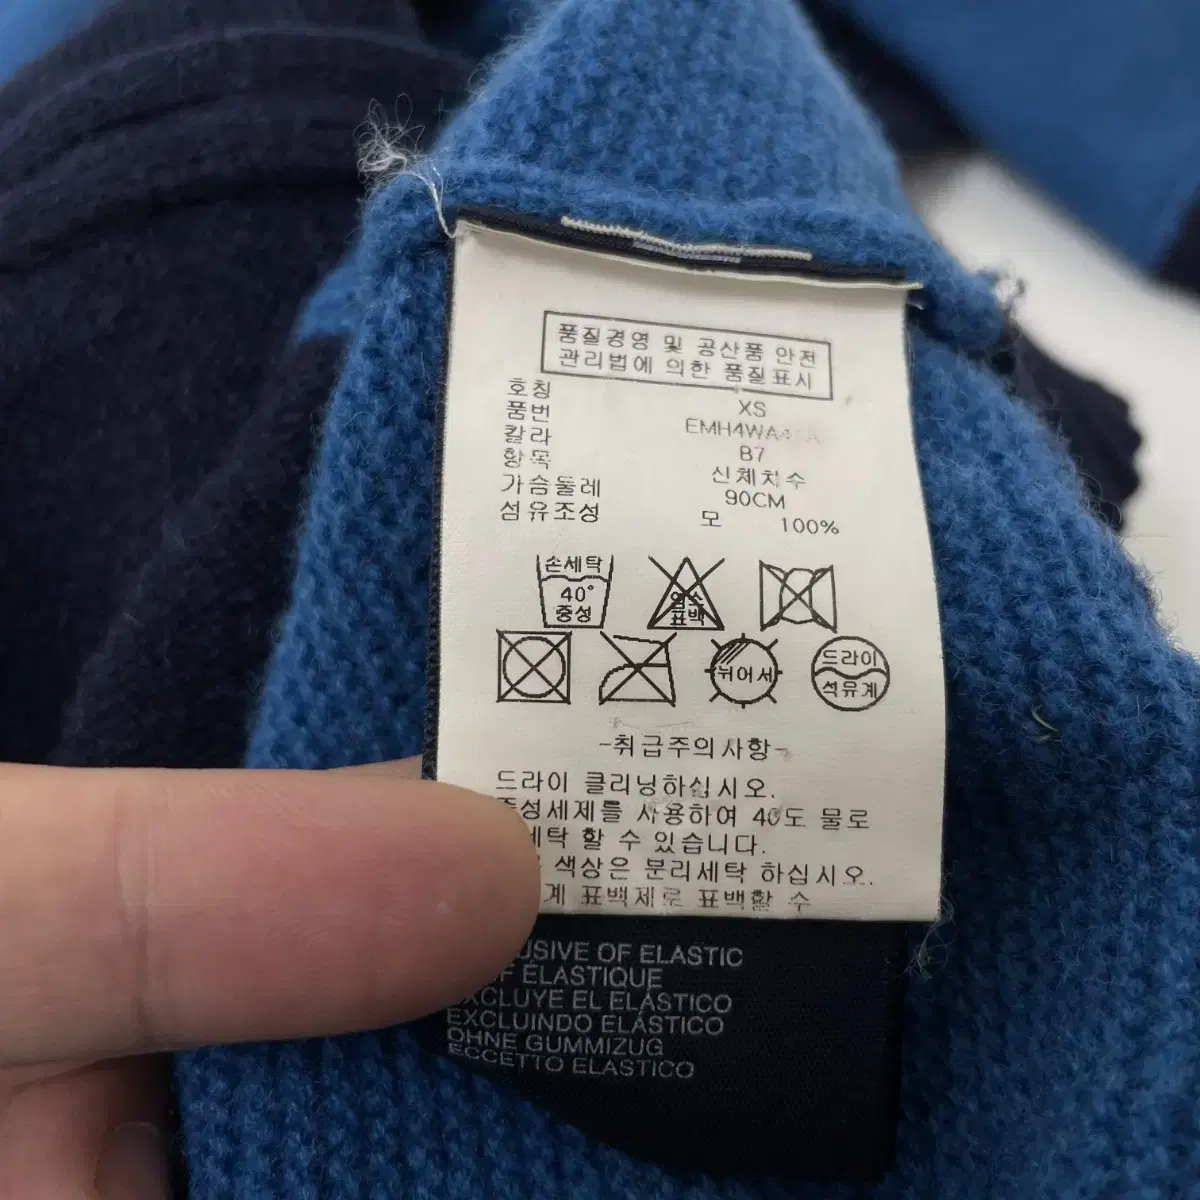 품질경영 및 공산품 안전
관리법에 의한 품질표시
호칭 XS
품번
칼라 B7
항목 신체치수
가슴둘레 90CM
섬유조성 모 100%
손세탁
40°
중성
염소
표백
뉘어서
드라이
석유계
-취급주의사항-
드라이 클리닝하십시오.
중성세제를 사용하여 40도 물로
세탁 할 수 있습니다.
색상은 분리세탁 하십시오.
계 표백제로 표백할 수
USIVE OF ELASTIC
ÉLASTIQUE
EXCLUYE EL ELÁSTICO
EXCLUINDO ELÁSTICO
OHNE GUMMIZUG
ECCETTO ELASTICO